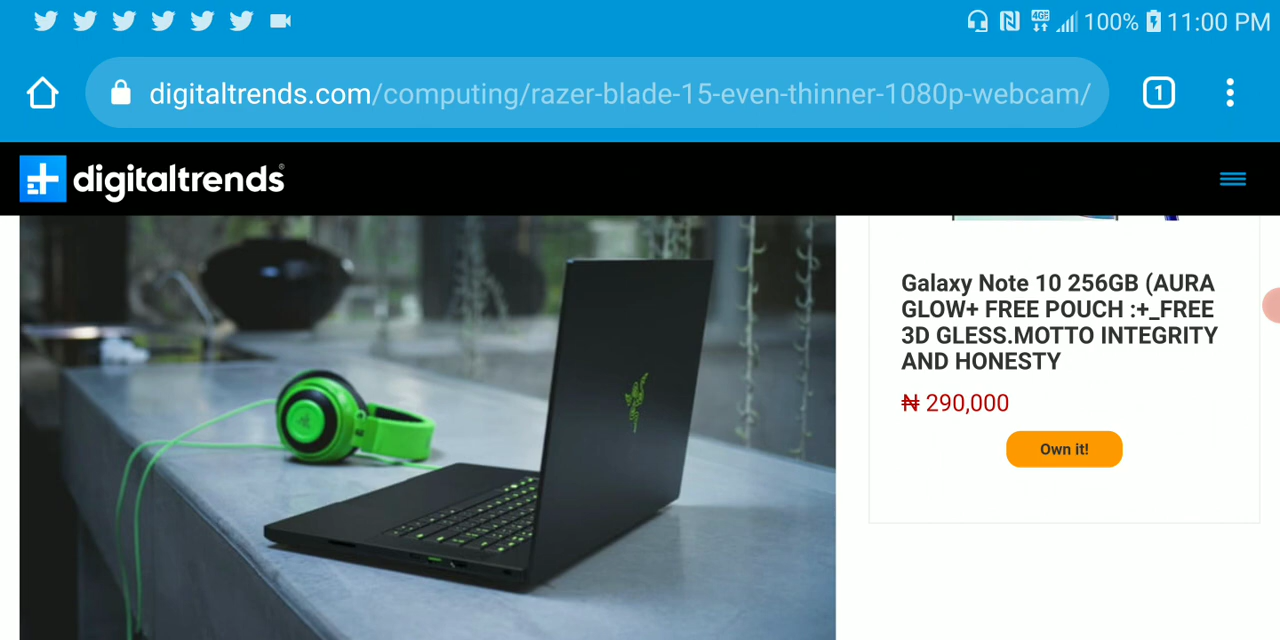 4GE 100% 11:00 PM
digitaltrends.com/computing/razer-blade-15-even-thinner-1080p-webcam/ 1
digitaltrends®
Galaxy Note 10 256GB (AURA
GLOW+ FREE POUCH :+_FREE
3D GLESS.MOTTO INTEGRITY
AND HONESTY
₦ 290,000
Own it!